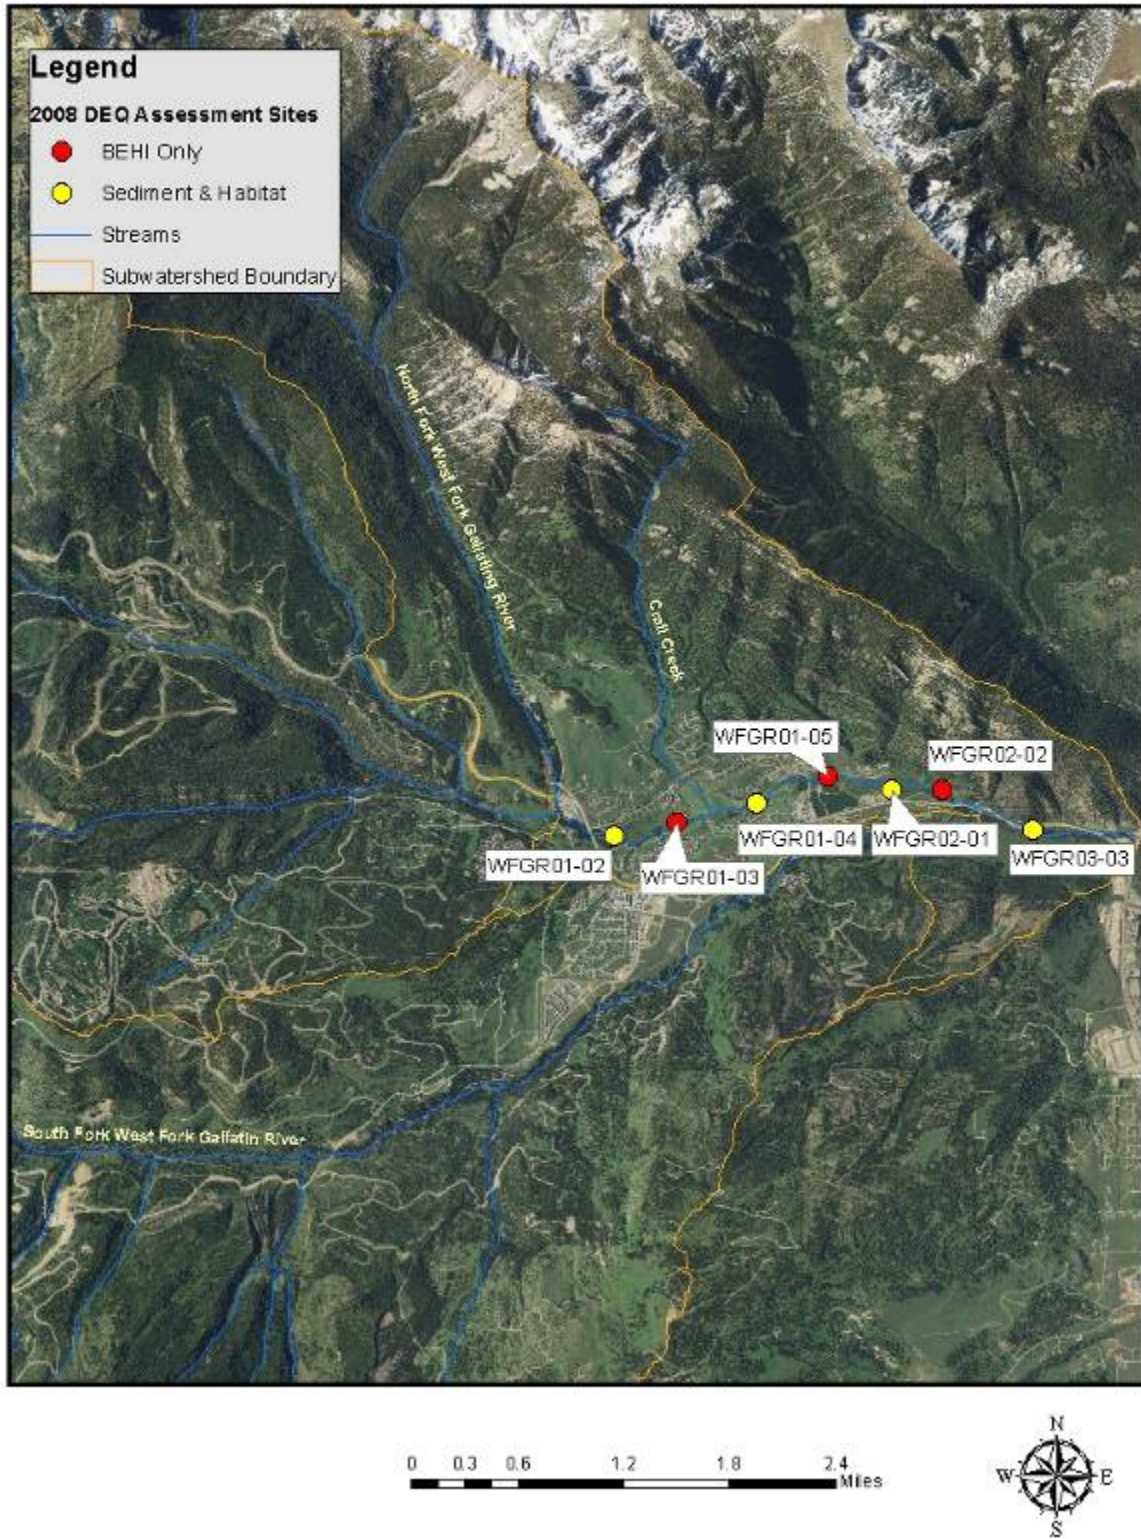 Legend
2008 DEQ Assessment Sites
BEHI Only
Sediment & Habitat
Streams
Subwatershed Boundary
North Fork West Fork Gallating River
Craft Creek
WFGR01-05
WFGR02-02
WFGR01-02
WFGR01-03
WFGR01-04
WFGR02-01
WFGR03-03
South Fork West Fork Gallatin River
0 0.3 0.6 1.2 1.8 2.4
Miles
N
W E
S